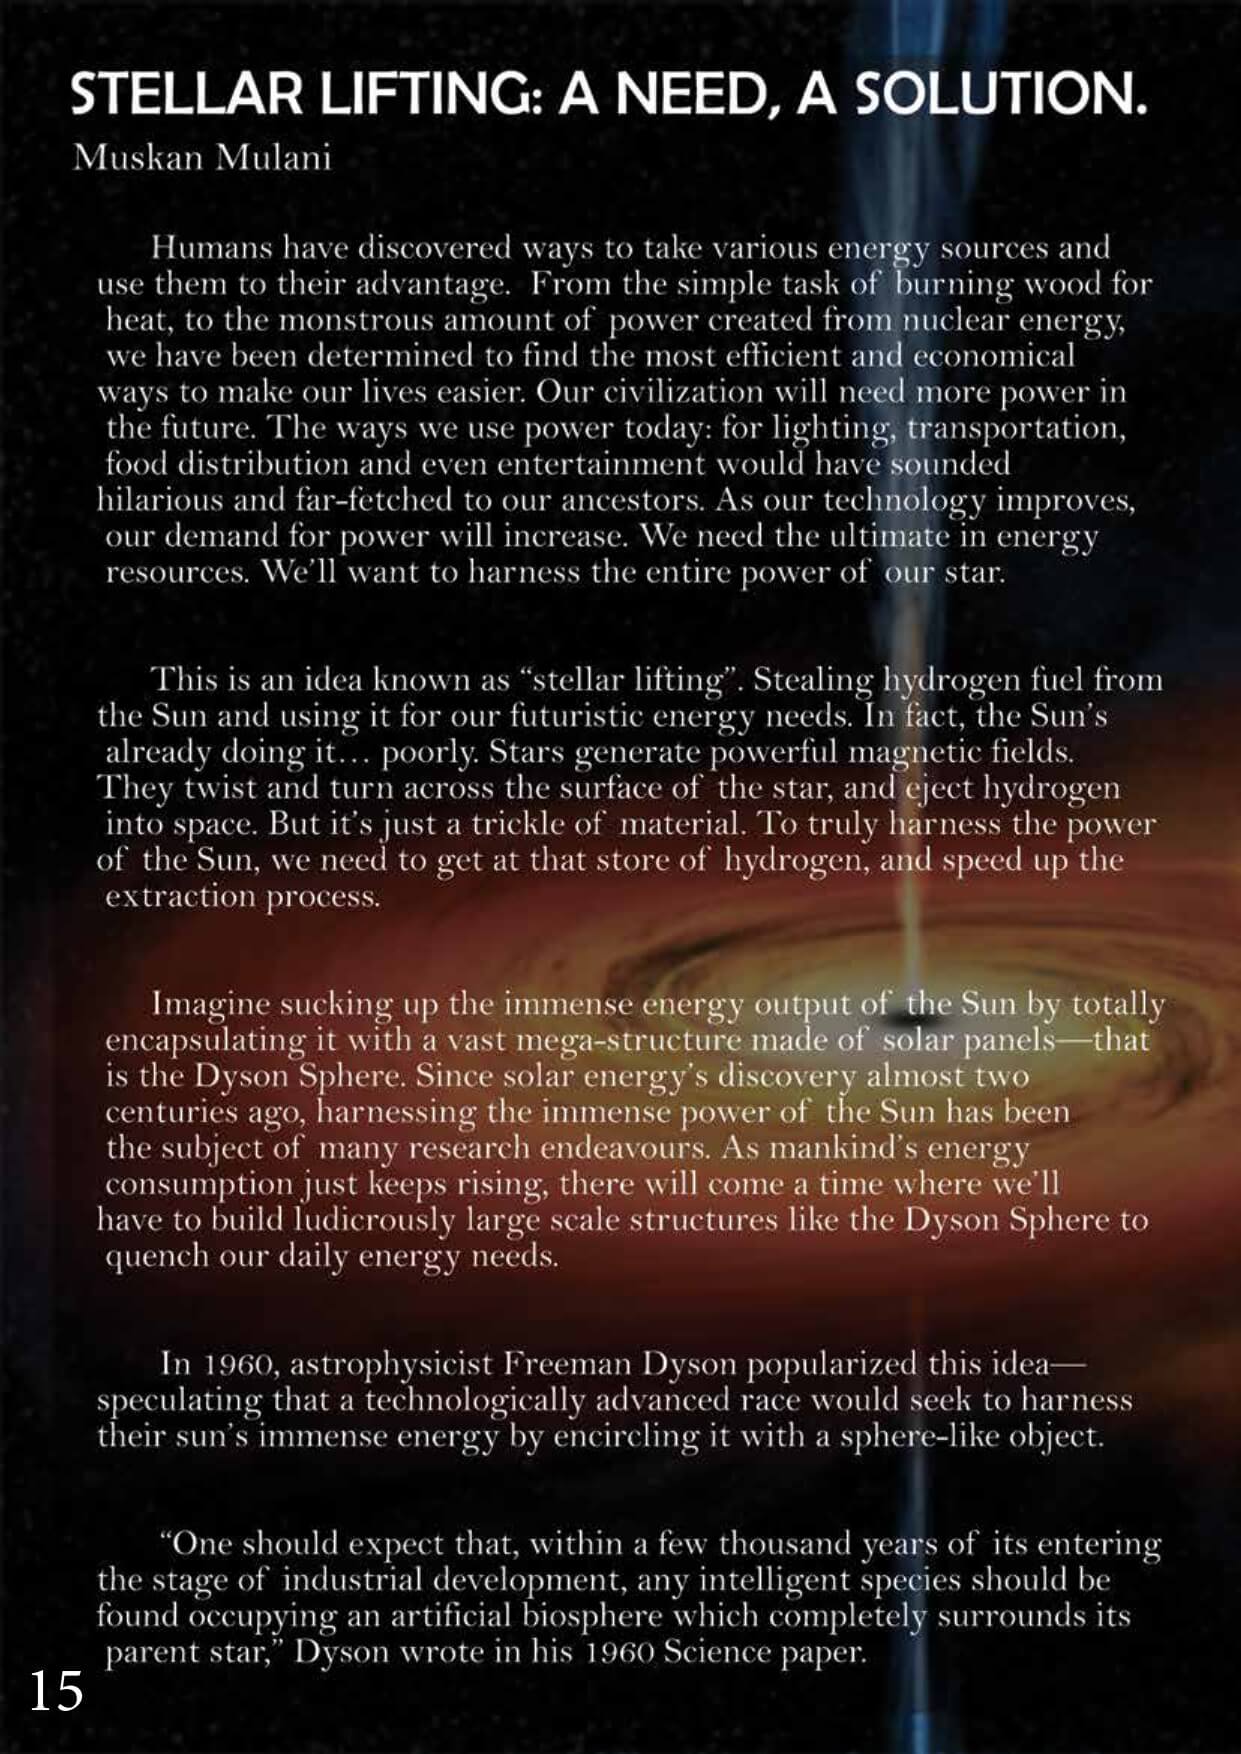 STELLAR LIFTING: A NEED, A SOLUTION.
Muskan Mulani
Humans have discovered ways to take various energy sources and
use them to their advantage. From the simple task of burning wood for
heat, to the monstrous amount of power created from nuclear energy,
we have been determined to find the most efficient and economical
ways to make our lives easier. Our civilization will need more power in
the future. The ways we use power today: for lighting, transportation,
food distribution and even entertainment would have sounded
hilarious and far-fetched to our ancestors. As our technology improves,
our demand for power will increase. We need the ultimate in energy
resources. We'll want to harness the entire power of our star.
This is an idea known as “stellar lifting”. Stealing hydrogen fuel from
the Sun and using it for our futuristic energy needs. In fact, the Sun's
already doing it… poorly. Stars generate powerful magnetic fields.
They twist and turn across the surface of the star, and eject hydrogen
into space. But it's just a trickle of material. To truly harness the power
of the Sun, we need to get at that store of hydrogen, and speed up the
extraction process.
Imagine sucking up the immense energy output of the Sun by totally
encapsulating it with a vast mega-structure made of solar panels—that
is the Dyson Sphere. Since solar energy's discovery almost two
centuries ago, harnessing the immense power of the Sun has been
the subject of many research endeavours. As mankind's energy
consumption just keeps rising, there will come a time where we'll
have to build ludicrously large scale structures like the Dyson Sphere to
quench our daily energy needs.
In 1960, astrophysicist Freeman Dyson popularized this idea—
speculating that a technologically advanced race would seek to harness
their sun's immense energy by encircling it with a sphere-like object.
“One should expect that, within a few thousand years of its entering
the stage of industrial development, any intelligent species should be
found occupying an artificial biosphere which completely surrounds its
parent star,” Dyson wrote in his 1960 Science paper.
15